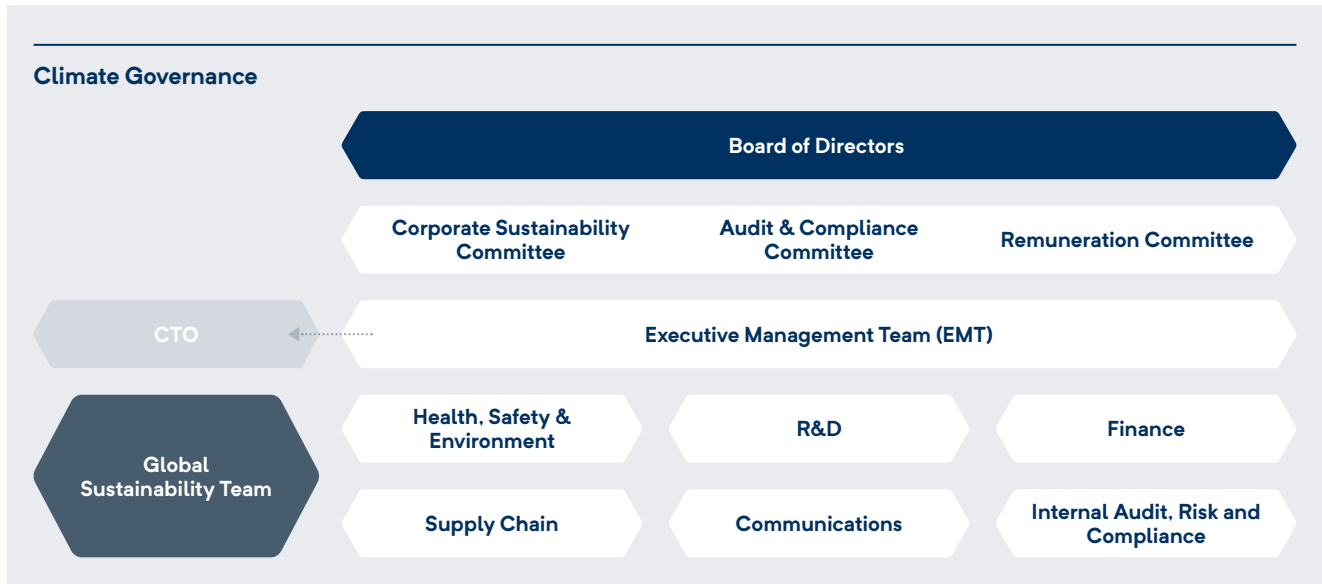 Climate Governance
Board of Directors
Corporate Sustainability
Committee
Audit & Compliance
Committee
Remuneration Committee
CTO
Executive Management Team (EMT)
Global
Sustainability Team
Health, Safety &
Environment
R&D
Finance
Supply Chain
Communications
Internal Audit, Risk and
Compliance